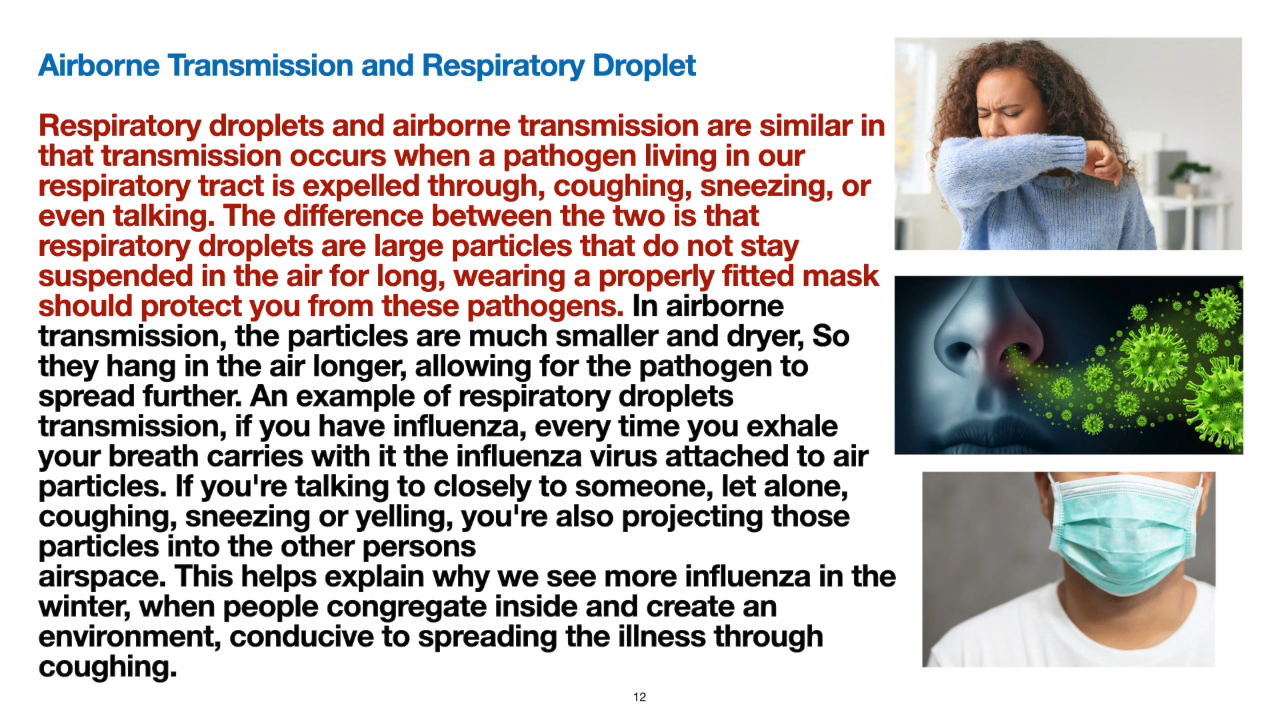 Airborne Transmission and Respiratory Droplet
Respiratory droplets and airborne transmission are similar in
that transmission occurs when a pathogen living in our
respiratory tract is expelled through, coughing, sneezing, or
even talking. The difference between the two is that
respiratory droplets are large particles that do not stay
suspended in the air for long, wearing a properly fitted mask
should protect you from these pathogens. In airborne
transmission, the particles are much smaller and dryer, So
they hang in the air longer, allowing for the pathogen to
spread further. An example of respiratory droplets
transmission, if you have influenza, every time you exhale
your breath carries with it the influenza virus attached to air
particles. If you're talking to closely to someone, let alone,
coughing, sneezing or yelling, you're also projecting those
particles into the other persons
airspace. This helps explain why we see more influenza in the
winter, when people congregate inside and create an
environment, conducive to spreading the illness through
coughing.
12